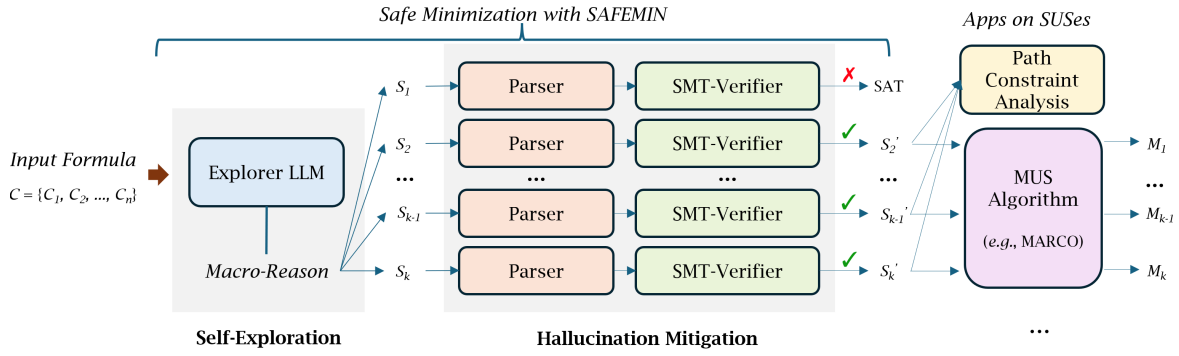 Safe Minimization with SAFEMIN
Apps on SUSes
Input Formula
C = {C1, C2, ..., Cn}
Explorer LLM
Macro-Reason
Self-Exploration
S1
Parser
SMT-Verifier
✗
SAT
S2
Parser
SMT-Verifier
✓
S2'
...
...
...
...
Sk-1
Parser
SMT-Verifier
✓
Sk-1'
Sk
Parser
SMT-Verifier
✓
Sk'
Hallucination Mitigation
Path
Constraint
Analysis
MUS
Algorithm
(e.g., MARCO)
M1
...
Mk-1
Mk
...